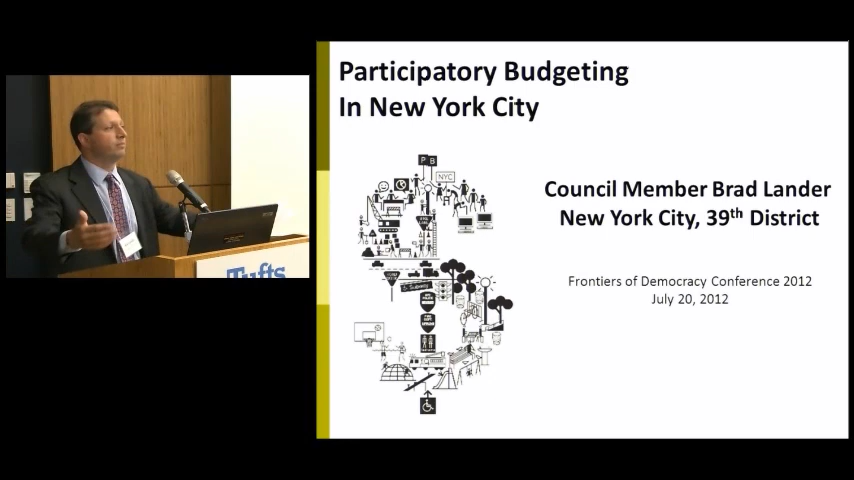 Participatory Budgeting
In New York City
P B
NYC
Council Member Brad Lander
New York City, 39th District
Frontiers of Democracy Conference 2012
July 20, 2012
Tufts